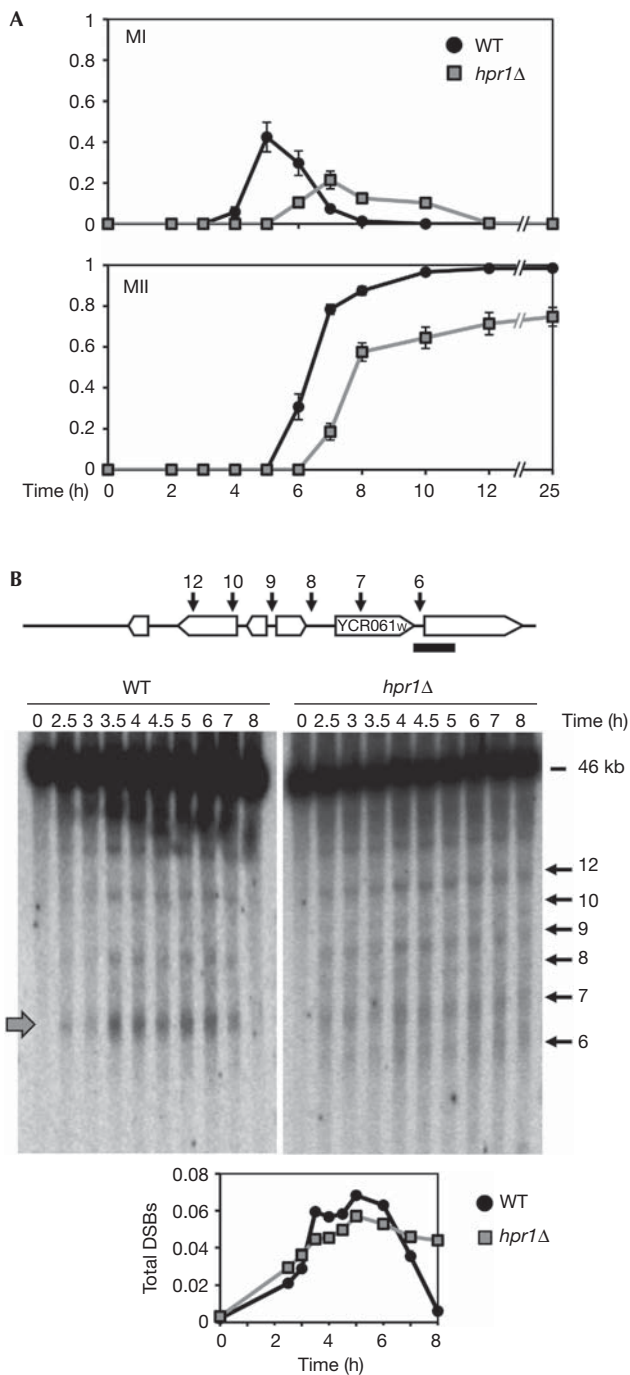 A
MI
WT
hpr1Δ
1
0.8
0.6
0.4
0.2
0
MII
1
0.8
0.6
0.4
0.2
0
Time (h) 0 2 4 6 8 10 12 25
B
12 10 9 8 7 6
YCR061w
WT hpr1Δ
0 2.5 3 3.5 4 4.5 5 6 7 8 0 2.5 3 3.5 4 4.5 5 6 7 8 Time (h)
46 kb
12
10
9
8
7
6
Total DSBs
0.08
0.06
0.04
0.02
0
WT
hpr1Δ
0 2 4 6 8
Time (h)